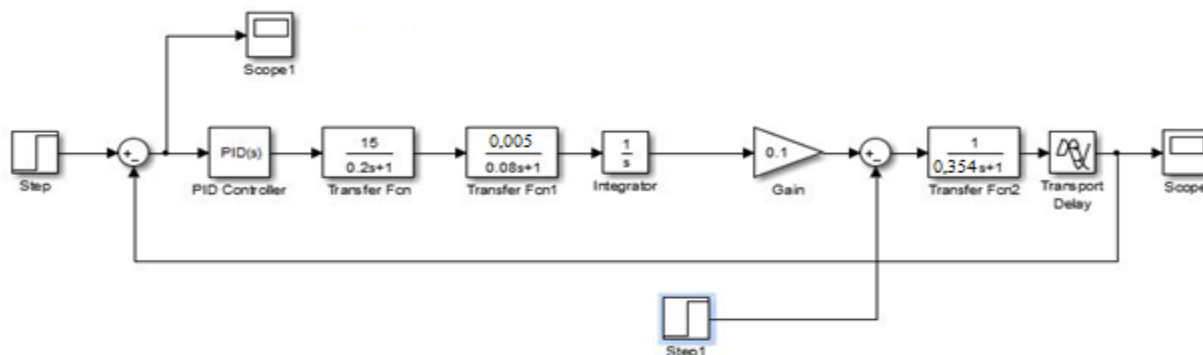 Scope1
+
-
PID(s)
15
0.2s+1
0,005
0.08s+1
1
s
0.1
+
-
1
0,354s+1
Step
PID Controller
Transfer Fcn
Transfer Fcn1
Integrator
Gain
Transfer Fcn2
Transport
Delay
Scope
Step1